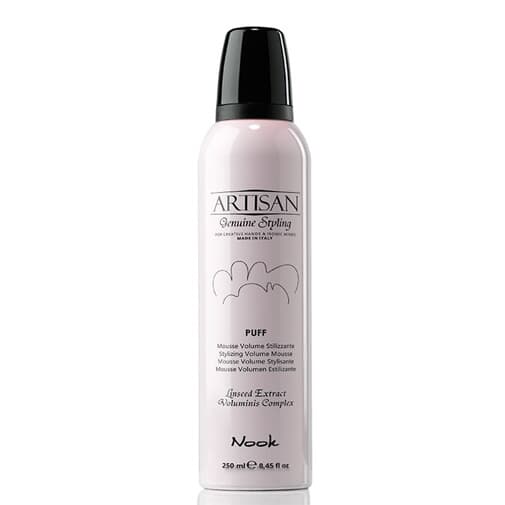 ARTISAN
Genuine Styling
FOR CREATIVE HANDS & ICONIC MINDS
MADE IN ITALY
PUFF
Mousse Volume Stilizzante
Stylizing Volume Mousse
Mousse Volume Stylisante
Mousse Volumen Estilizante
Linseed Extract
Voluminis Complex
Nook
250 ml ℮ 8,45 fl oz